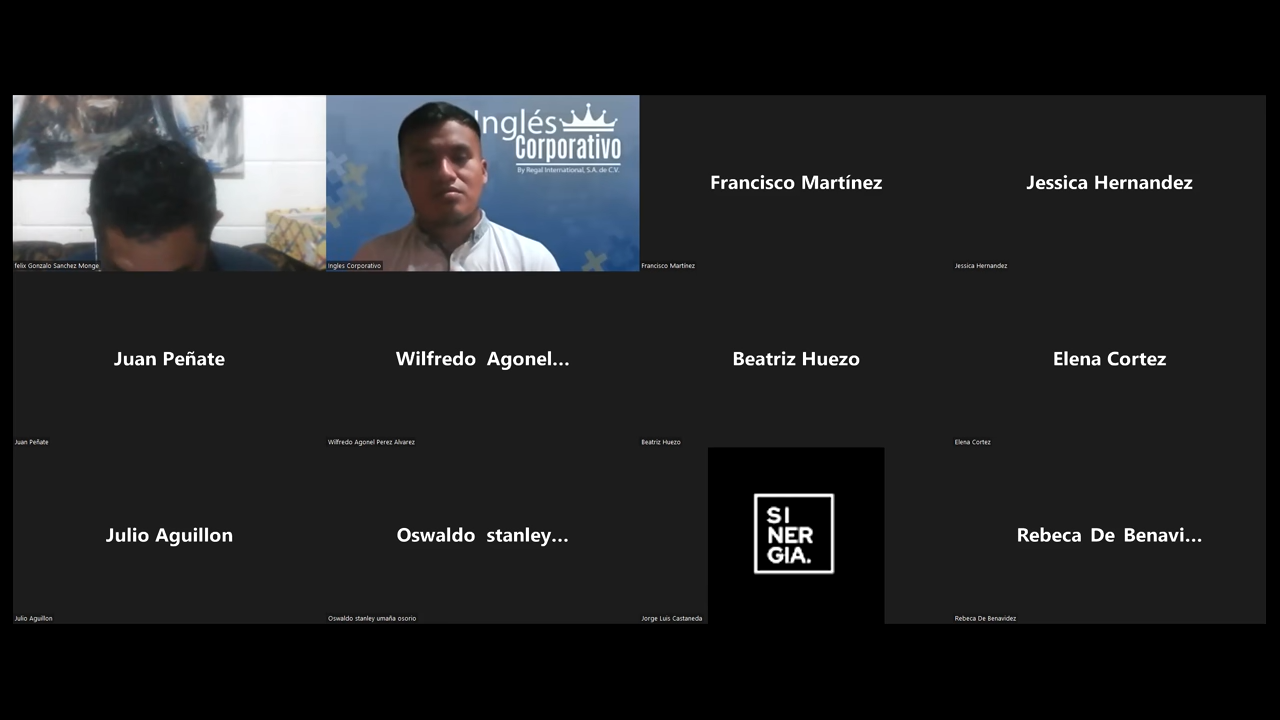 felix Gonzalo Sanchez Monge
Inglés
Corporativo
By Regal International, S.A. de C.V.
Ingles Corporativo
Francisco Martínez
Francisco Martínez
Jessica Hernandez
Jessica Hernandez
Juan Peñate
Juan Peñate
Wilfredo Agonel...
Wilfredo Agonel Perez Alvarez
Beatriz Huezo
Beatriz Huezo
Elena Cortez
Elena Cortez
Julio Aguillon
Julio Aguillon
Oswaldo stanley...
Oswaldo stanley umaña osorio
SI
NER
GIA.
Jorge Luis Castaneda
Rebeca De Benavi...
Rebeca De Benavidez